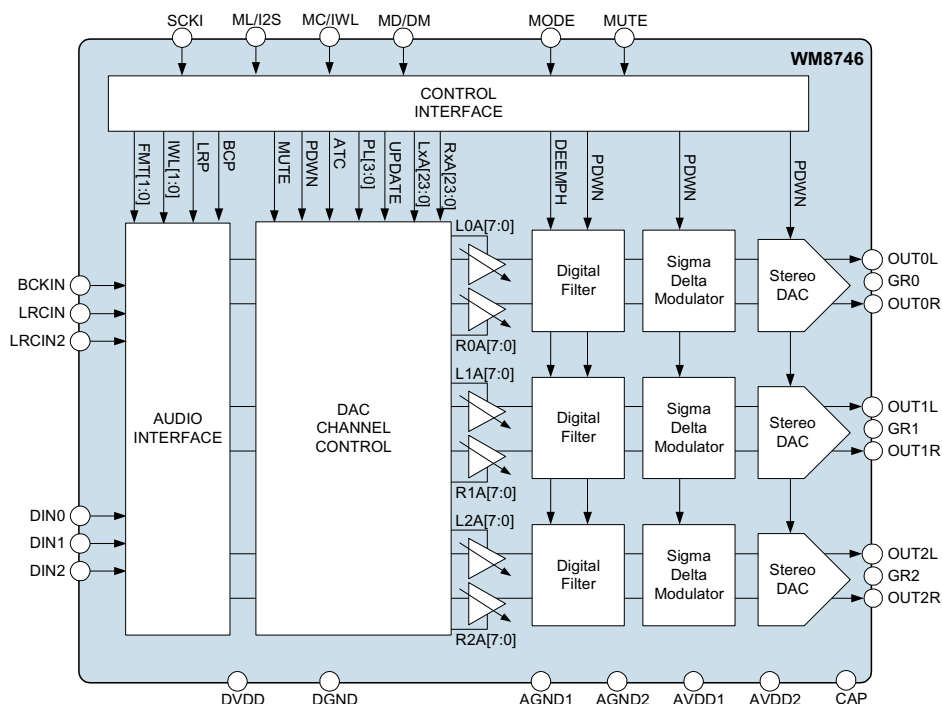 SCKI
ML/I2S
MC/IWL
MD/DM
MODE
MUTE
WM8746
CONTROL
INTERFACE
FMT[1:0]
IWL[1:0]
LRP
BCP
MUTE
PDWN
ATC
PL[3:0]
UPDATE
LxA[23:0]
RxA[23:0]
DEEMPH
PDWN
PDWN
PDWN
BCKIN
LRCIN
LRCIN2
DIN0
DIN1
DIN2
AUDIO
INTERFACE
DAC
CHANNEL
CONTROL
L0A[7:0]
R0A[7:0]
Digital
Filter
Sigma
Delta
Modulator
Stereo
DAC
OUT0L
GR0
OUT0R
L1A[7:0]
R1A[7:0]
Digital
Filter
Sigma
Delta
Modulator
Stereo
DAC
OUT1L
GR1
OUT1R
L2A[7:0]
R2A[7:0]
Digital
Filter
Sigma
Delta
Modulator
Stereo
DAC
OUT2L
GR2
OUT2R
DVDD
DGND
AGND1
AGND2
AVDD1
AVDD2
CAP